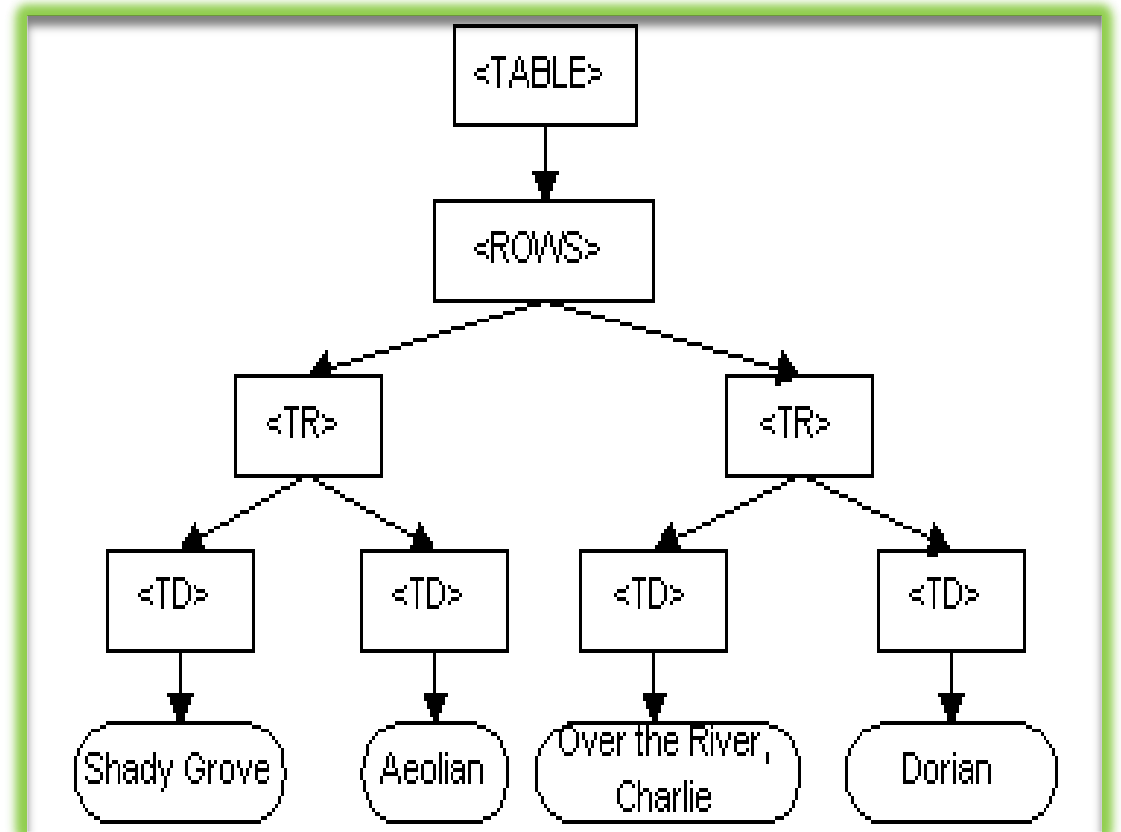 <TABLE>
<ROWS>
<TR>
<TR>
<TD>
<TD>
<TD>
<TD>
Shady Grove
Aeolian
Over the River,
Charlie
Dorian